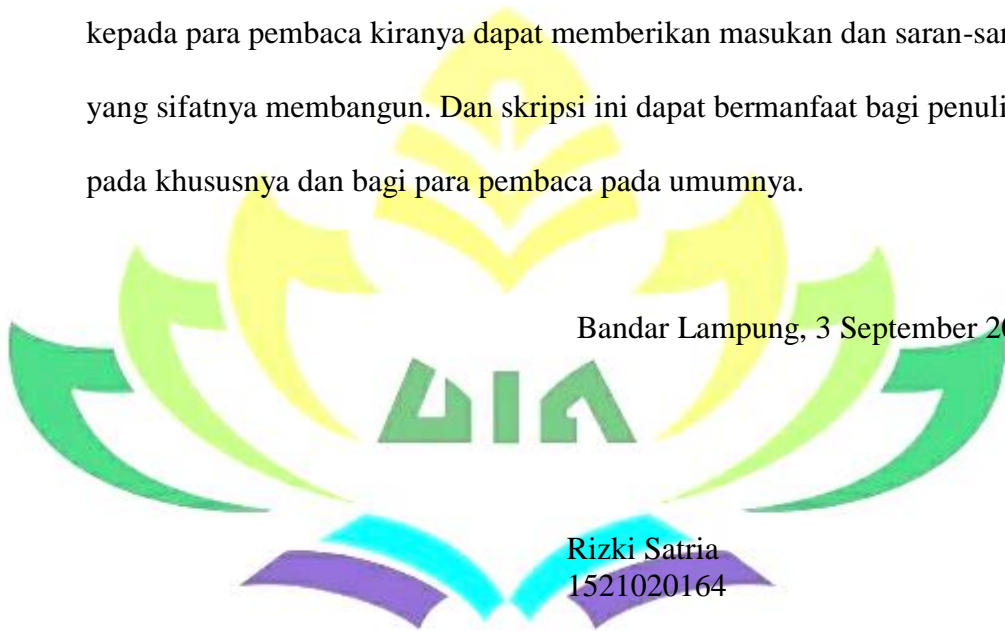 kepada para pembaca kiranya dapat memberikan masukan dan saran-sar
yang sifatnya membangun. Dan skripsi ini dapat bermanfaat bagi penuli
pada khususnya dan bagi para pembaca pada umumnya.
Bandar Lampung, 3 September 20
UIN
Rizki Satria
1521020164